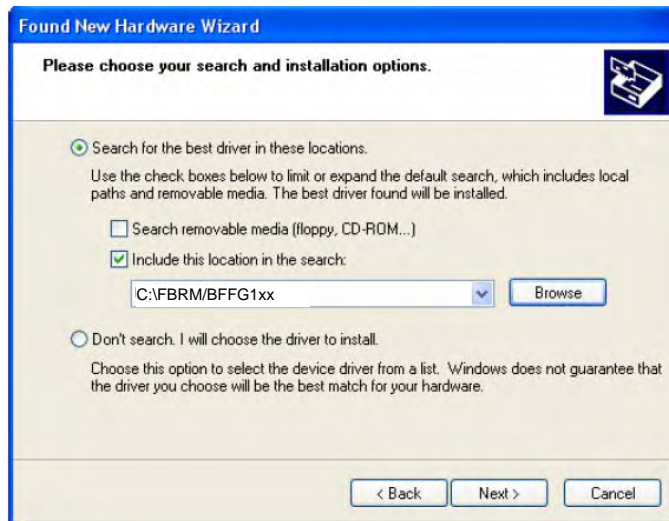 Found New Hardware Wizard
Please choose your search and installation options.
Search for the best driver in these locations.
Use the check boxes below to limit or expand the default search, which includes local
paths and removable media. The best driver found will be installed.
Search removable media (floppy, CD-ROM...)
Include this location in the search:
C:\FBRM/BFFG1xx
Browse
Don't search. I will choose the driver to install.
Choose this option to select the device driver from a list. Windows does not guarantee that
the driver you choose will be the best match for your hardware.
< Back
Next >
Cancel